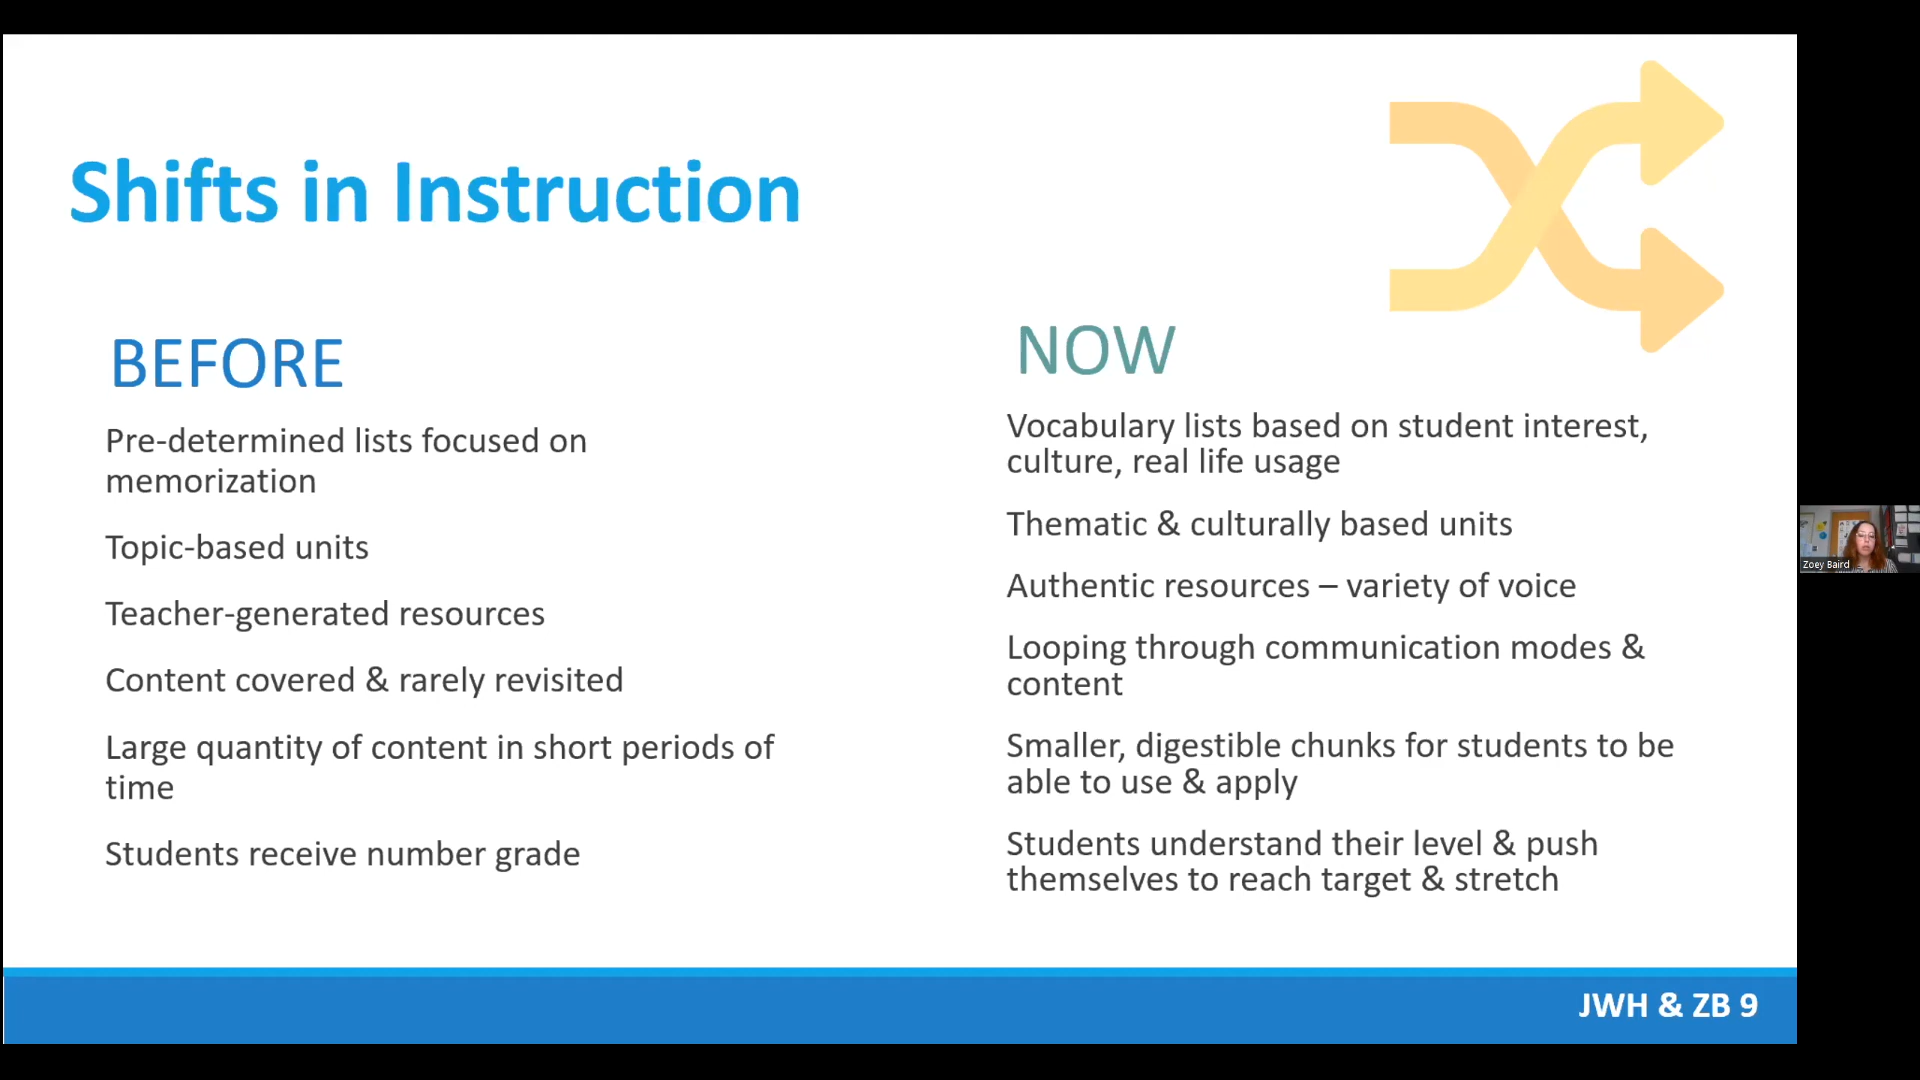 Shifts in Instruction
BEFORE
Pre-determined lists focused on
memorization
Topic-based units
Teacher-generated resources
Content covered & rarely revisited
Large quantity of content in short periods of
time
Students receive number grade
NOW
Vocabulary lists based on student interest,
culture, real life usage
Thematic & culturally based units
Authentic resources – variety of voice
Looping through communication modes &
content
Smaller, digestible chunks for students to be
able to use & apply
Students understand their level & push
themselves to reach target & stretch
JWH & ZB 9
Zoey Baird